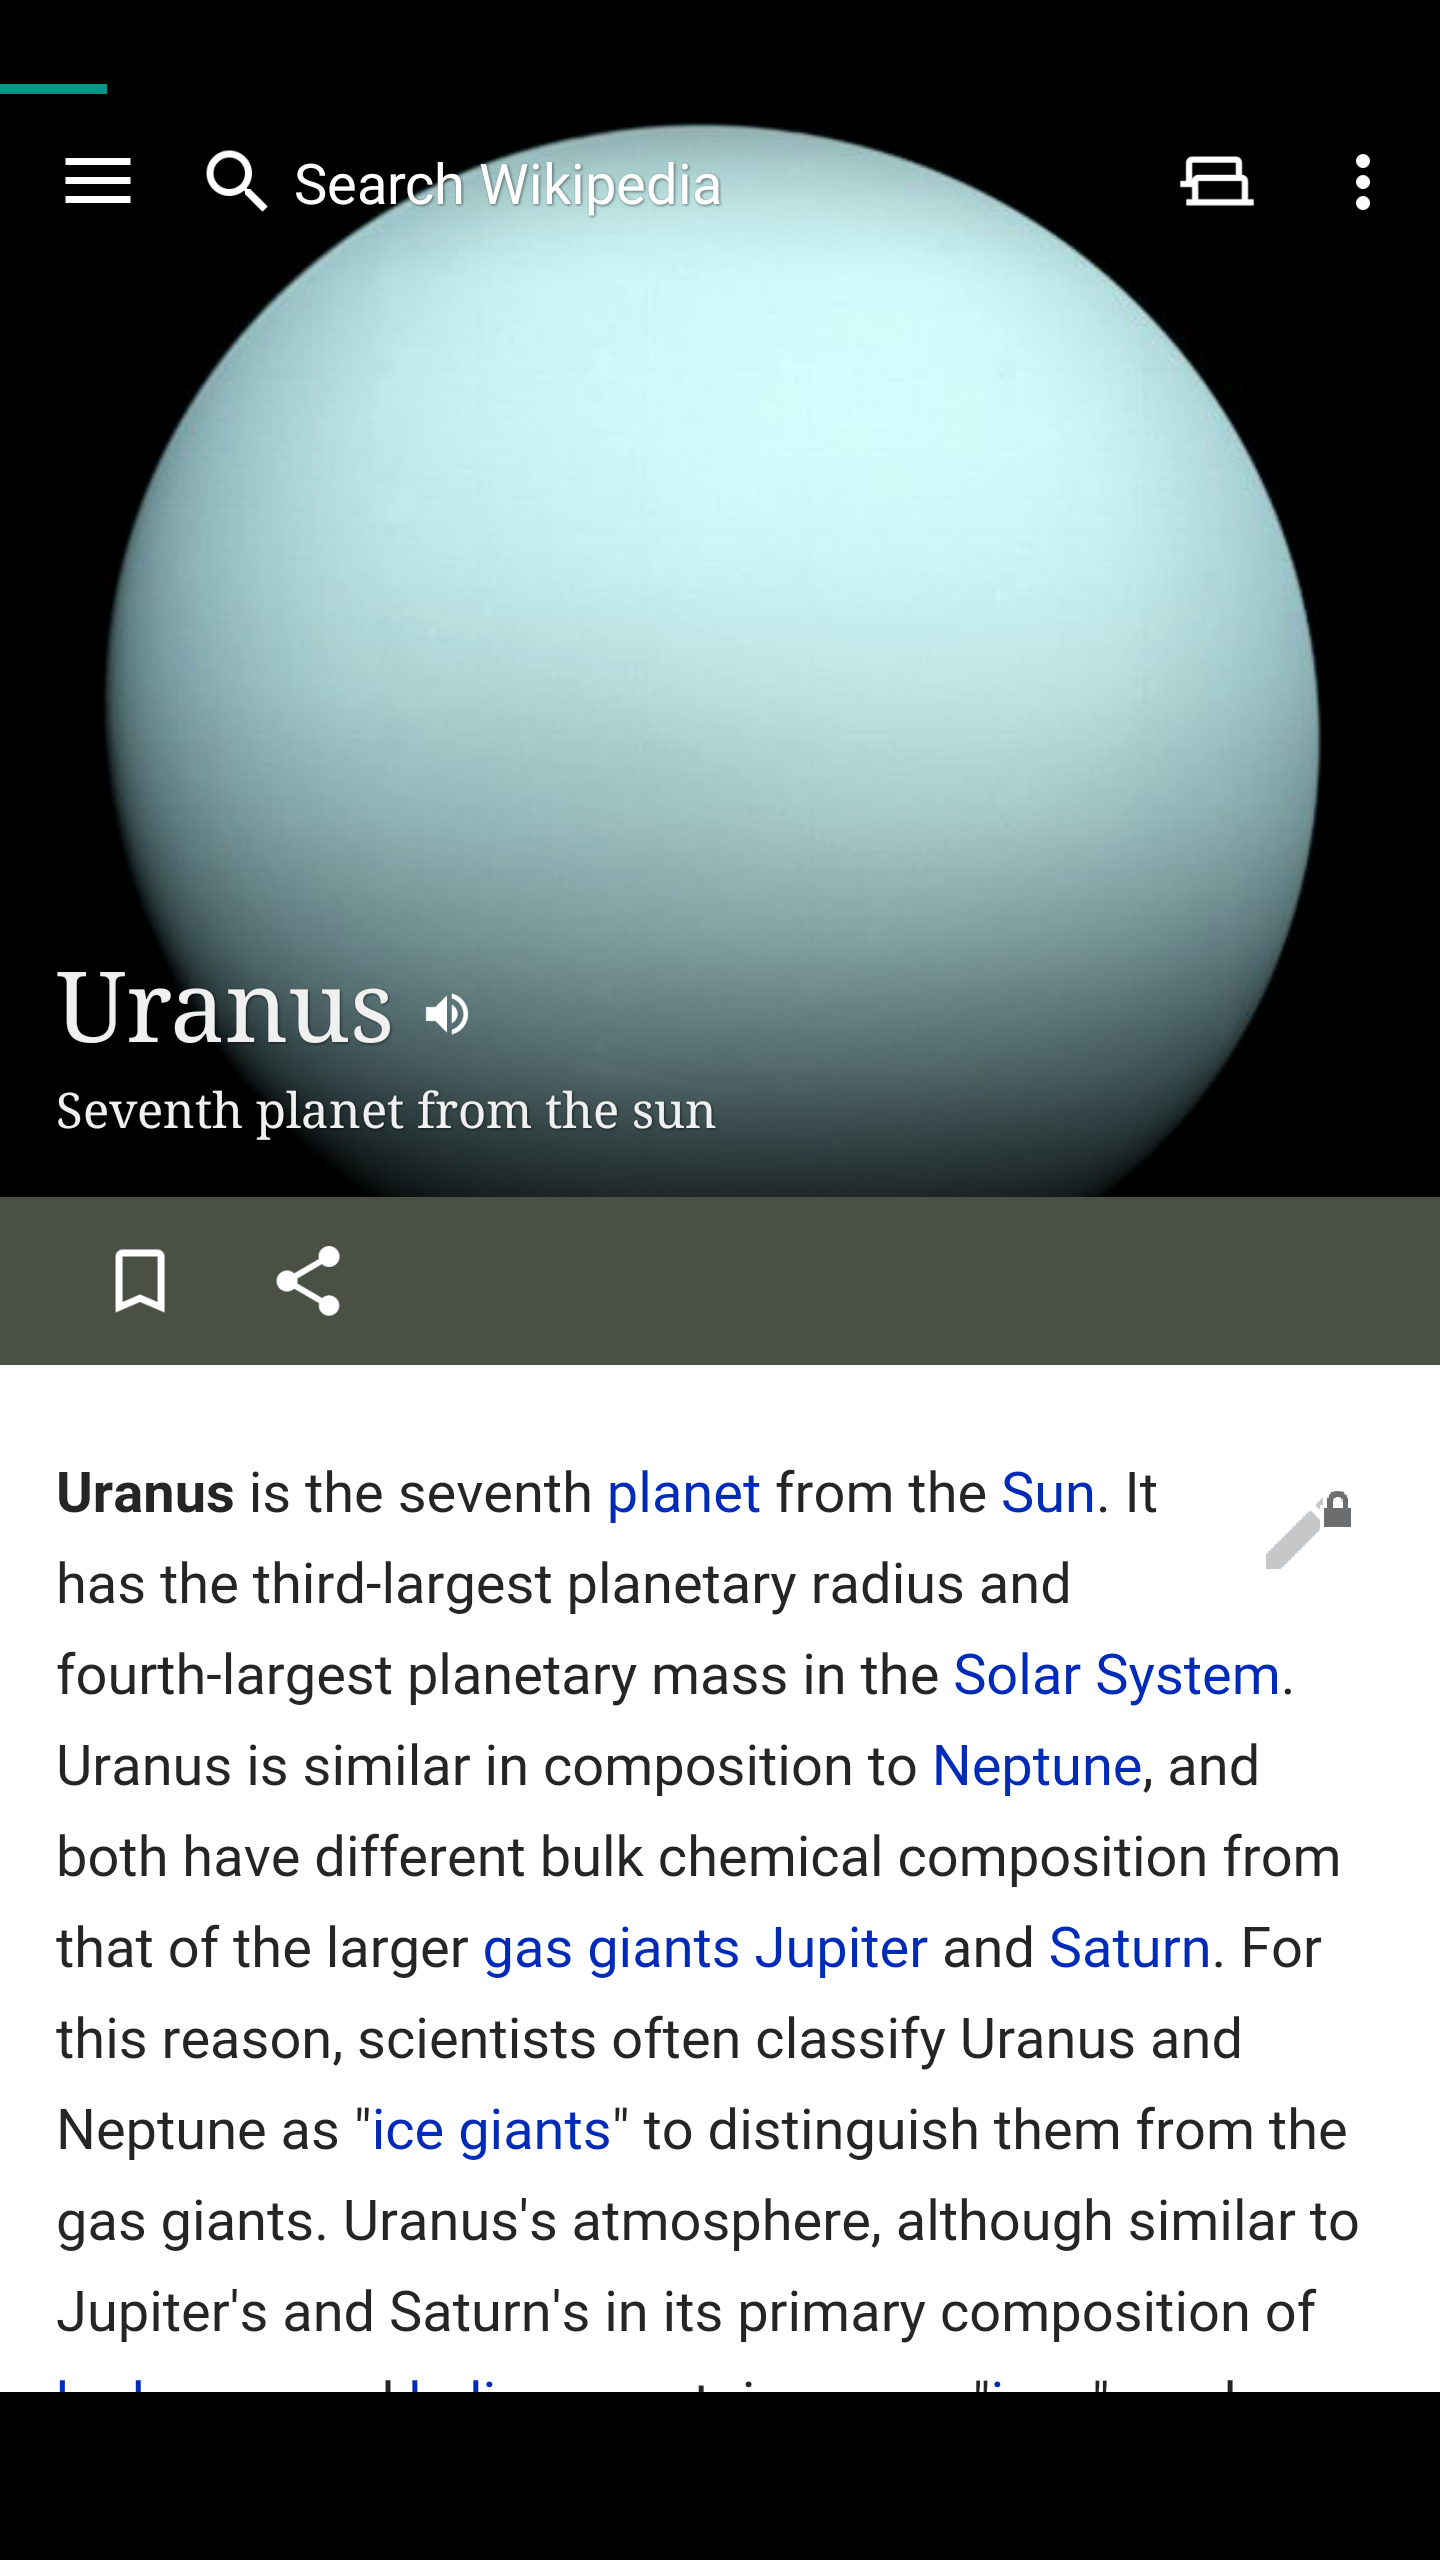 Search Wikipedia
Uranus
Seventh planet from the sun
Uranus is the seventh planet from the Sun. It
has the third-largest planetary radius and
fourth-largest planetary mass in the Solar System.
Uranus is similar in composition to Neptune, and
both have different bulk chemical composition from
that of the larger gas giants Jupiter and Saturn. For
this reason, scientists often classify Uranus and
Neptune as "ice giants" to distinguish them from the
gas giants. Uranus's atmosphere, although similar to
Jupiter's and Saturn's in its primary composition of